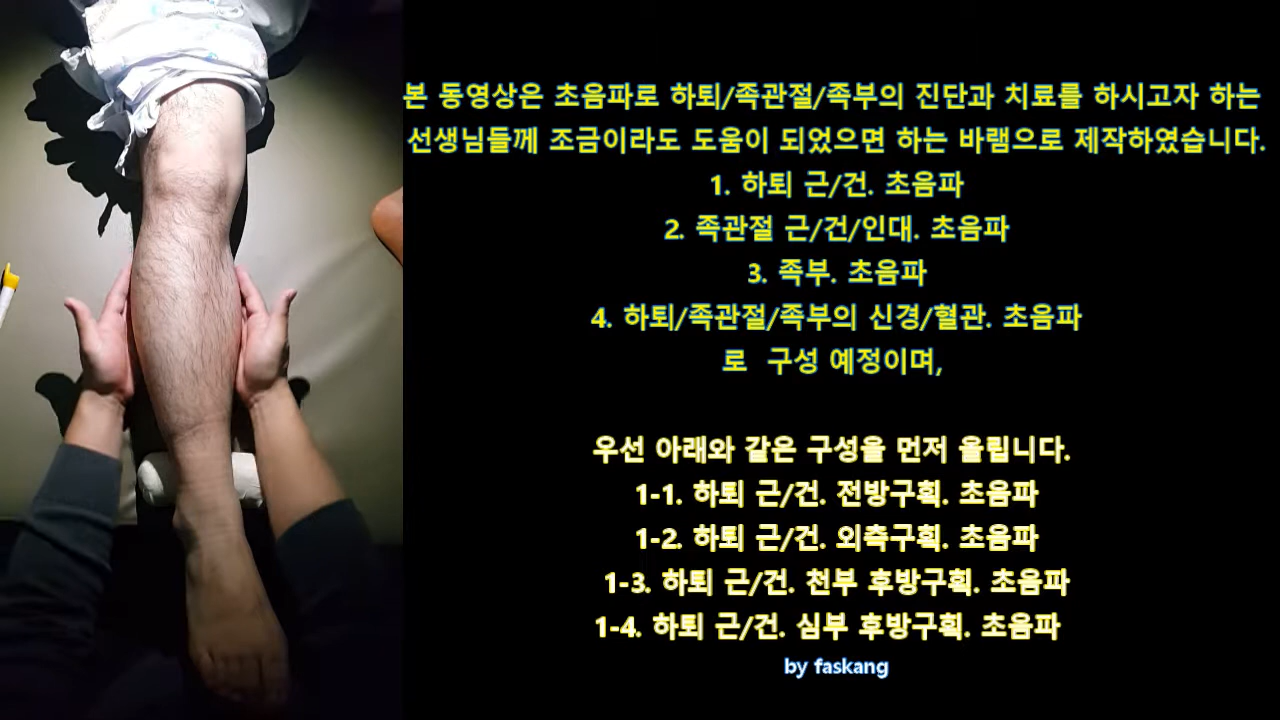 본 동영상은 초음파로 하퇴/족관절/족부의 진단과 치료를 하시고자 하는
선생님들께 조금이라도 도움이 되었으면 하는 바램으로 제작하였습니다.
1. 하퇴 근/건. 초음파
2. 족관절 근/건/인대. 초음파
3. 족부. 초음파
4. 하퇴/족관절/족부의 신경/혈관. 초음파
로 구성 예정이며,
우선 아래와 같은 구성을 먼저 올립니다.
1-1. 하퇴 근/건. 전방구획. 초음파
1-2. 하퇴 근/건. 외측구획. 초음파
1-3. 하퇴 근/건. 천부 후방구획. 초음파
1-4. 하퇴 근/건. 심부 후방구획. 초음파
by faskang